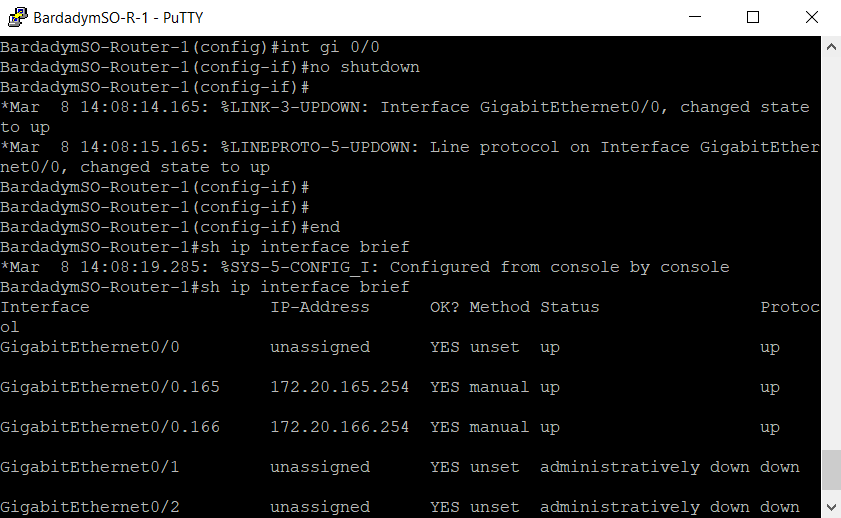 BardadymSO-R-1 - PuTTY
BardadymSO-Router-1(config)#int gi 0/0
BardadymSO-Router-1(config-if)#no shutdown
BardadymSO-Router-1(config-if)#
*Mar  8 14:08:14.165: %LINK-3-UPDOWN: Interface GigabitEthernet0/0, changed state
to up
*Mar  8 14:08:15.165: %LINEPROTO-5-UPDOWN: Line protocol on Interface GigabitEther
net0/0, changed state to up
BardadymSO-Router-1(config-if)#
BardadymSO-Router-1(config-if)#
BardadymSO-Router-1(config-if)#end
BardadymSO-Router-1#sh ip interface brief
*Mar  8 14:08:19.285: %SYS-5-CONFIG_I: Configured from console by console
BardadymSO-Router-1#sh ip interface brief
Interface                  IP-Address      OK? Method Status                Protoc
ol
GigabitEthernet0/0         unassigned      YES unset  up                    up
GigabitEthernet0/0.165     172.20.165.254  YES manual up                    up
GigabitEthernet0/0.166     172.20.166.254  YES manual up                    up
GigabitEthernet0/1         unassigned      YES unset  administratively down down
GigabitEthernet0/2         unassigned      YES unset  administratively down down